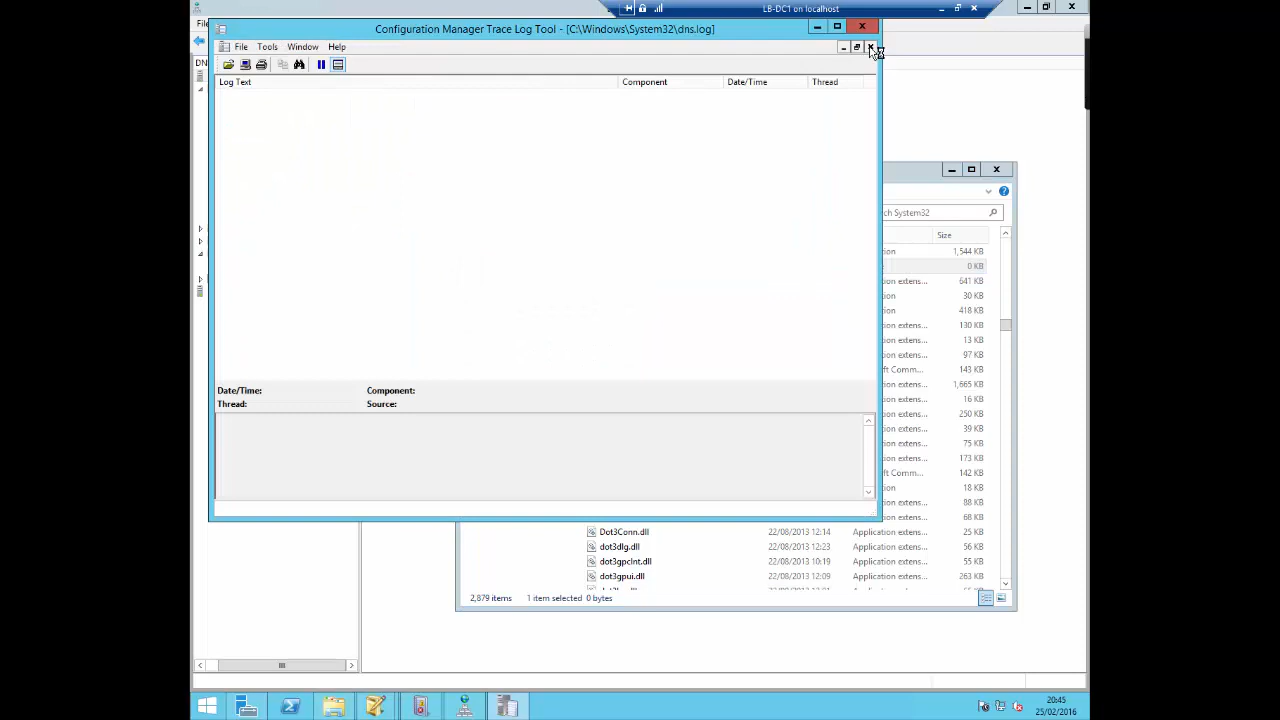 LB-DC1 on localhost
Configuration Manager Trace Log Tool - [C:\Windows\System32\dns.log]
File Tools Window Help
Log Text Component Date/Time Thread
DN
System32
Size
1,544 KB
0 KB
641 KB
30 KB
418 KB
130 KB
13 KB
97 KB
143 KB
1,665 KB
16 KB
250 KB
39 KB
75 KB
173 KB
142 KB
18 KB
88 KB
68 KB
Date/Time: Component:
Thread: Source:
Dot3Conn.dll 22/08/2013 12:14 Application extens... 25 KB
dot3dlg.dll 22/08/2013 12:23 Application extens... 56 KB
dot3gpclnt.dll 22/08/2013 10:19 Application extens... 55 KB
dot3gpui.dll 22/08/2013 12:09 Application extens... 263 KB
2,879 items 1 item selected 0 bytes
20:45
25/02/2016